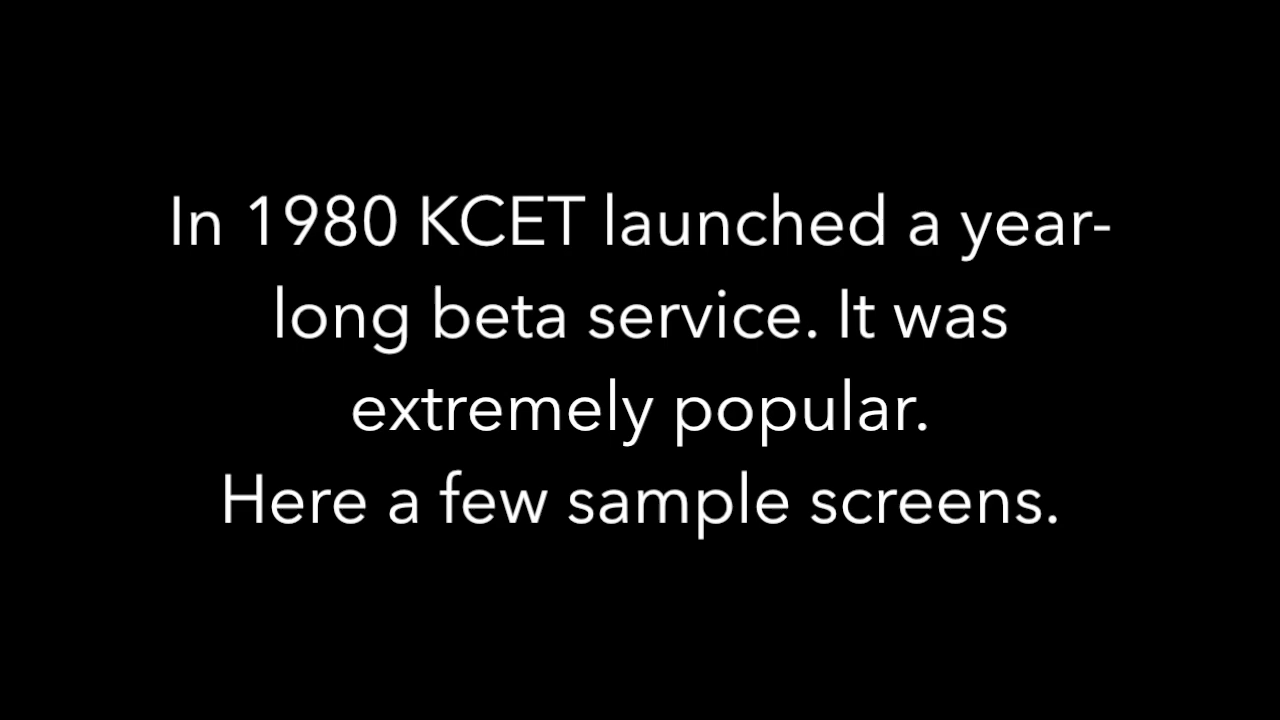 In 1980 KCET launched a year-
long beta service. It was
extremely popular.
Here a few sample screens.